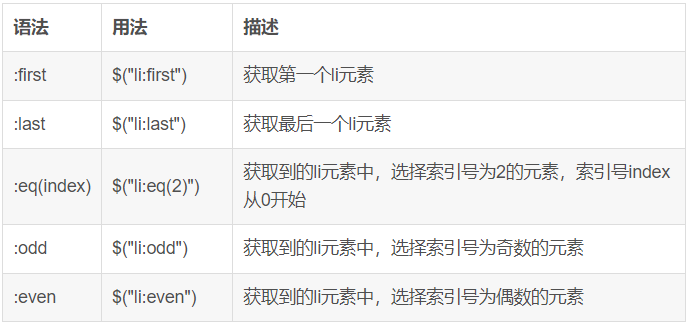 语法 用法 描述
:first $("li:first") 获取第一个li元素
:last $("li:last") 获取最后一个li元素
:eq(index) $("li:eq(2)") 获取到的li元素中，选择索引号为2的元素，索引号index
从0开始
:odd $("li:odd") 获取到的li元素中，选择索引号为奇数的元素
:even $("li:even") 获取到的li元素中，选择索引号为偶数的元素